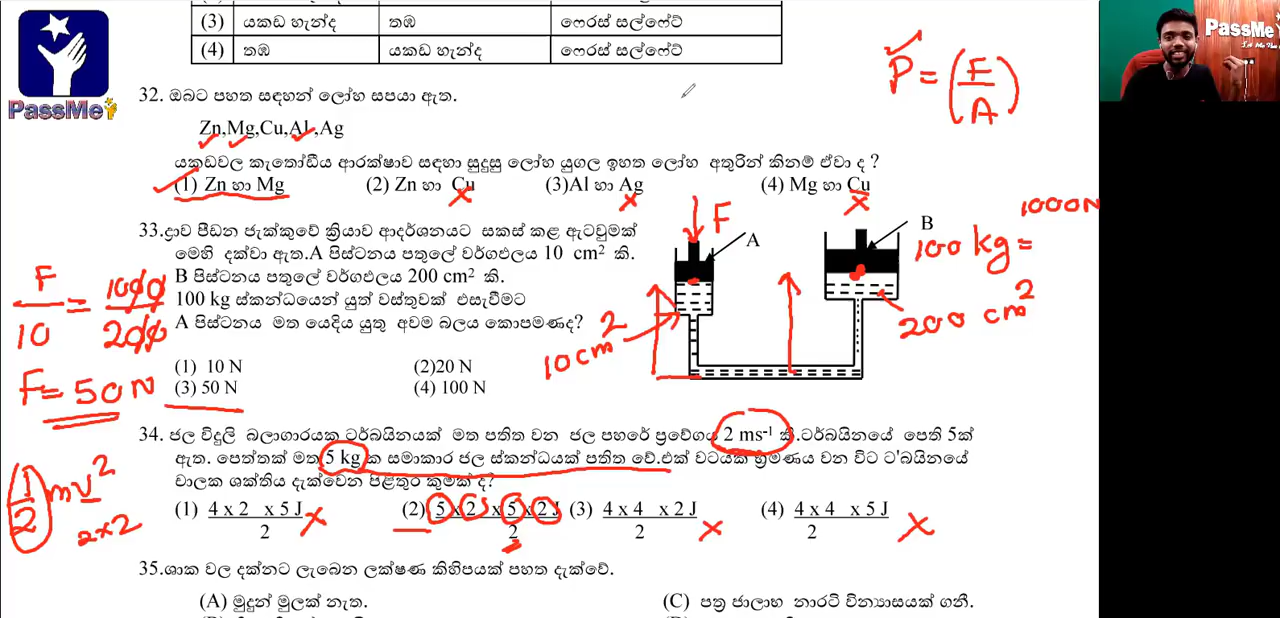 (3) යකඩ හැන්ද තඹ ෆෙරස් සල්ෆේට්
(4) තඹ යකඩ හැන්ද ෆෙරස් සල්ෆේට්
PassMe
PassMe
P = (F/A)
32. ඔබට පහත සඳහන් ලෝහ සපයා ඇත.
Zn,Mg,Cu,Al,Ag
යකඩවල කැතෝඩීය ආරක්ෂාව සඳහා සුදුසු ලෝහ යුගල ඉහත ලෝහ අතුරින් කිනම් ඒවා ද ?
(1) Zn හා Mg (2) Zn හා Cu (3)Al හා Ag (4) Mg හා Cu
33.ද්‍රාව පීඩන ජැක්කුවේ ක්‍රියාව ආදර්ශනයට සකස් කළ ඇටවුමක්
මෙහි දක්වා ඇත.A පිස්ටනය පතුලේ වර්ගඵලය 10 cm² කි.
B පිස්ටනය පතුලේ වර්ගඵලය 200 cm² කි.
100 kg ස්කන්ධයෙන් යුත් වස්තුවක් එසැවීමට
A පිස්ටනය මත යෙදිය යුතු අවම බලය කොපමණද?
(1) 10 N (2)20 N
(3) 50 N (4) 100 N
F
A
B
1000N
100 kg =
200 cm²
10cm²
F/10 = 1000/200
F= 50 N
34. ජල විදුලි බලාගාරයක ටර්බයිනයක් මත පතිත වන ජල පහරේ ප්‍රවේගය 2 ms⁻¹ කි.ටර්බයිනයේ පෙති 5ක්
ඇත. පෙත්තක් මත 5 kg ක සමාකාර ජල ස්කන්ධයක් පතිත වේ.එක් වටයක් භ්‍රමණය වන විට ට'බයිනයේ
චාලක ශක්තිය දැක්වෙන පිළිතුර කුමක් ද?
(1) 4 x 2 x 5 J (2) 5 x 2 x 5 x 2 J (3) 4 x 4 x 2 J (4) 4 x 4 x 5 J
2 2 2 2
1/2 mv²
2x2
35.ශාක වල දක්නට ලැබෙන ලක්ෂණ කිහිපයක් පහත දැක්වේ.
(A) මුදුන් මුලක් නැත. (C) පත්‍ර ජාලාභ නාරටි වින්‍යාසයක් ගනී.